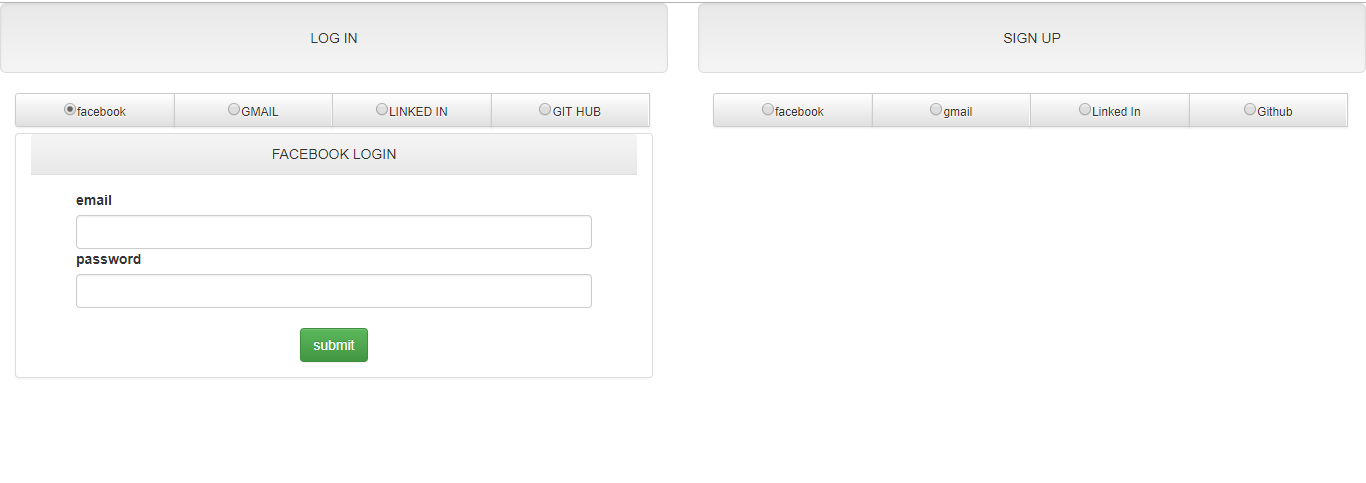 LOG IN
SIGN UP
facebook GMAIL LINKED IN GIT HUB
facebook gmail Linked In Github
FACEBOOK LOGIN
email
password
submit